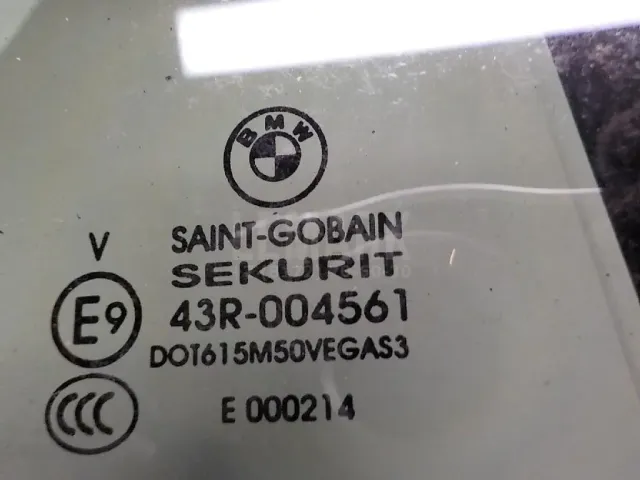 BMW
SAINT-GOBAIN
SEKURIT
V
E9
43R-004561
DOT615M50VEGAS3
CCC
E 000214